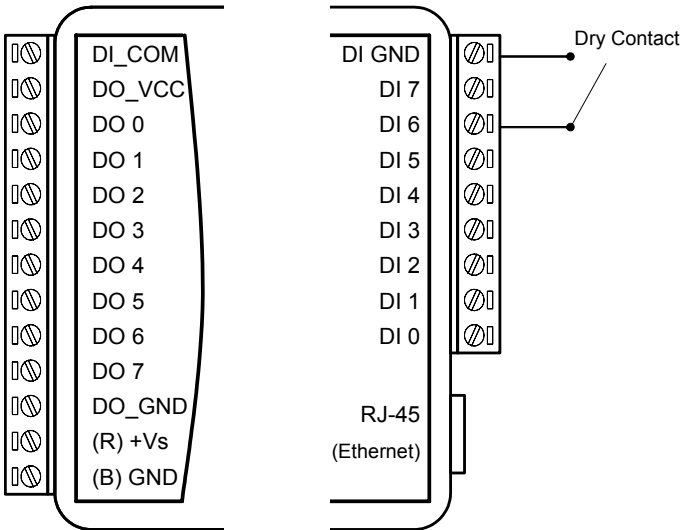 DI_COM
DO_VCC
DO 0
DO 1
DO 2
DO 3
DO 4
DO 5
DO 6
DO 7
DO_GND
(R) +Vs
(B) GND
DI GND
DI 7
DI 6
DI 5
DI 4
DI 3
DI 2
DI 1
DI 0
RJ-45
(Ethernet)
Dry Contact